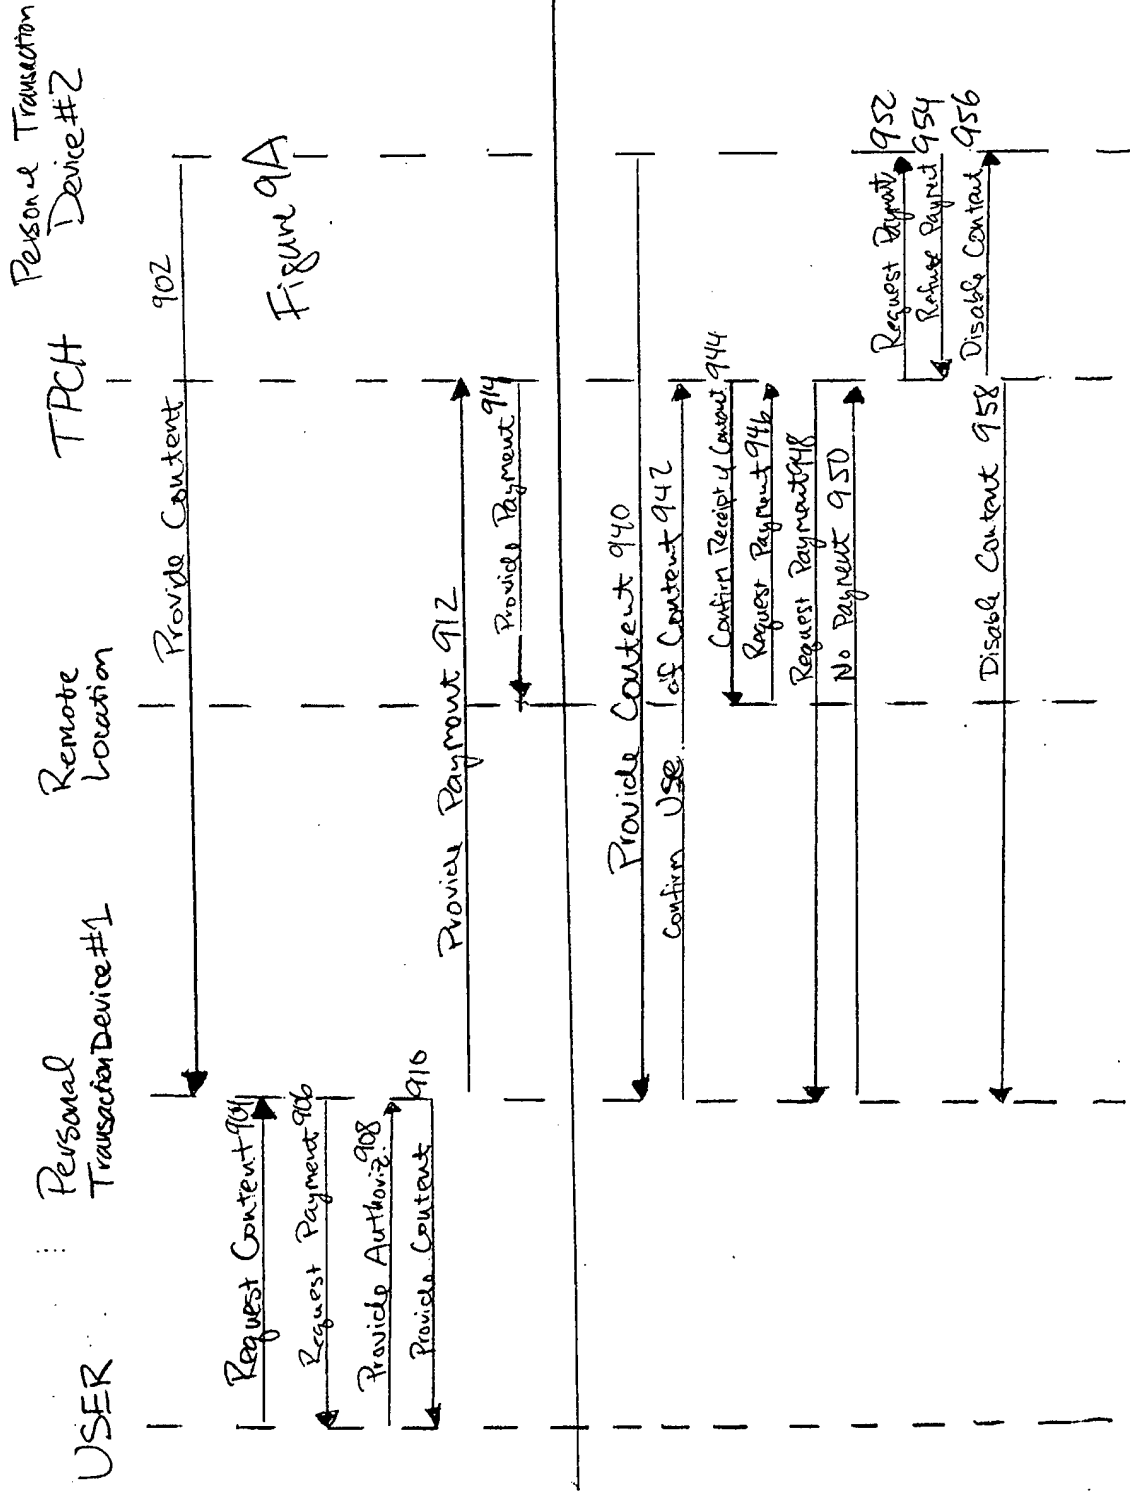 USER
Personal
Transaction Device #1
Remote
Location
TPCH
Personal Transaction
Device #2
Provide Content 902
Request Content 904
Request Payment 906
Provide Authoriz. 908
Provide Content 910
Provide Payment 912
Provide Payment 914
Figure 9A
Provide Content 940
Confirm Use of Content 942
Confirm Receipt of Content 944
Request Payment 946
Request Payment 948
No Payment 950
Request Payment 952
Refuse Payment 954
Disable Content 956
Disable Content 958